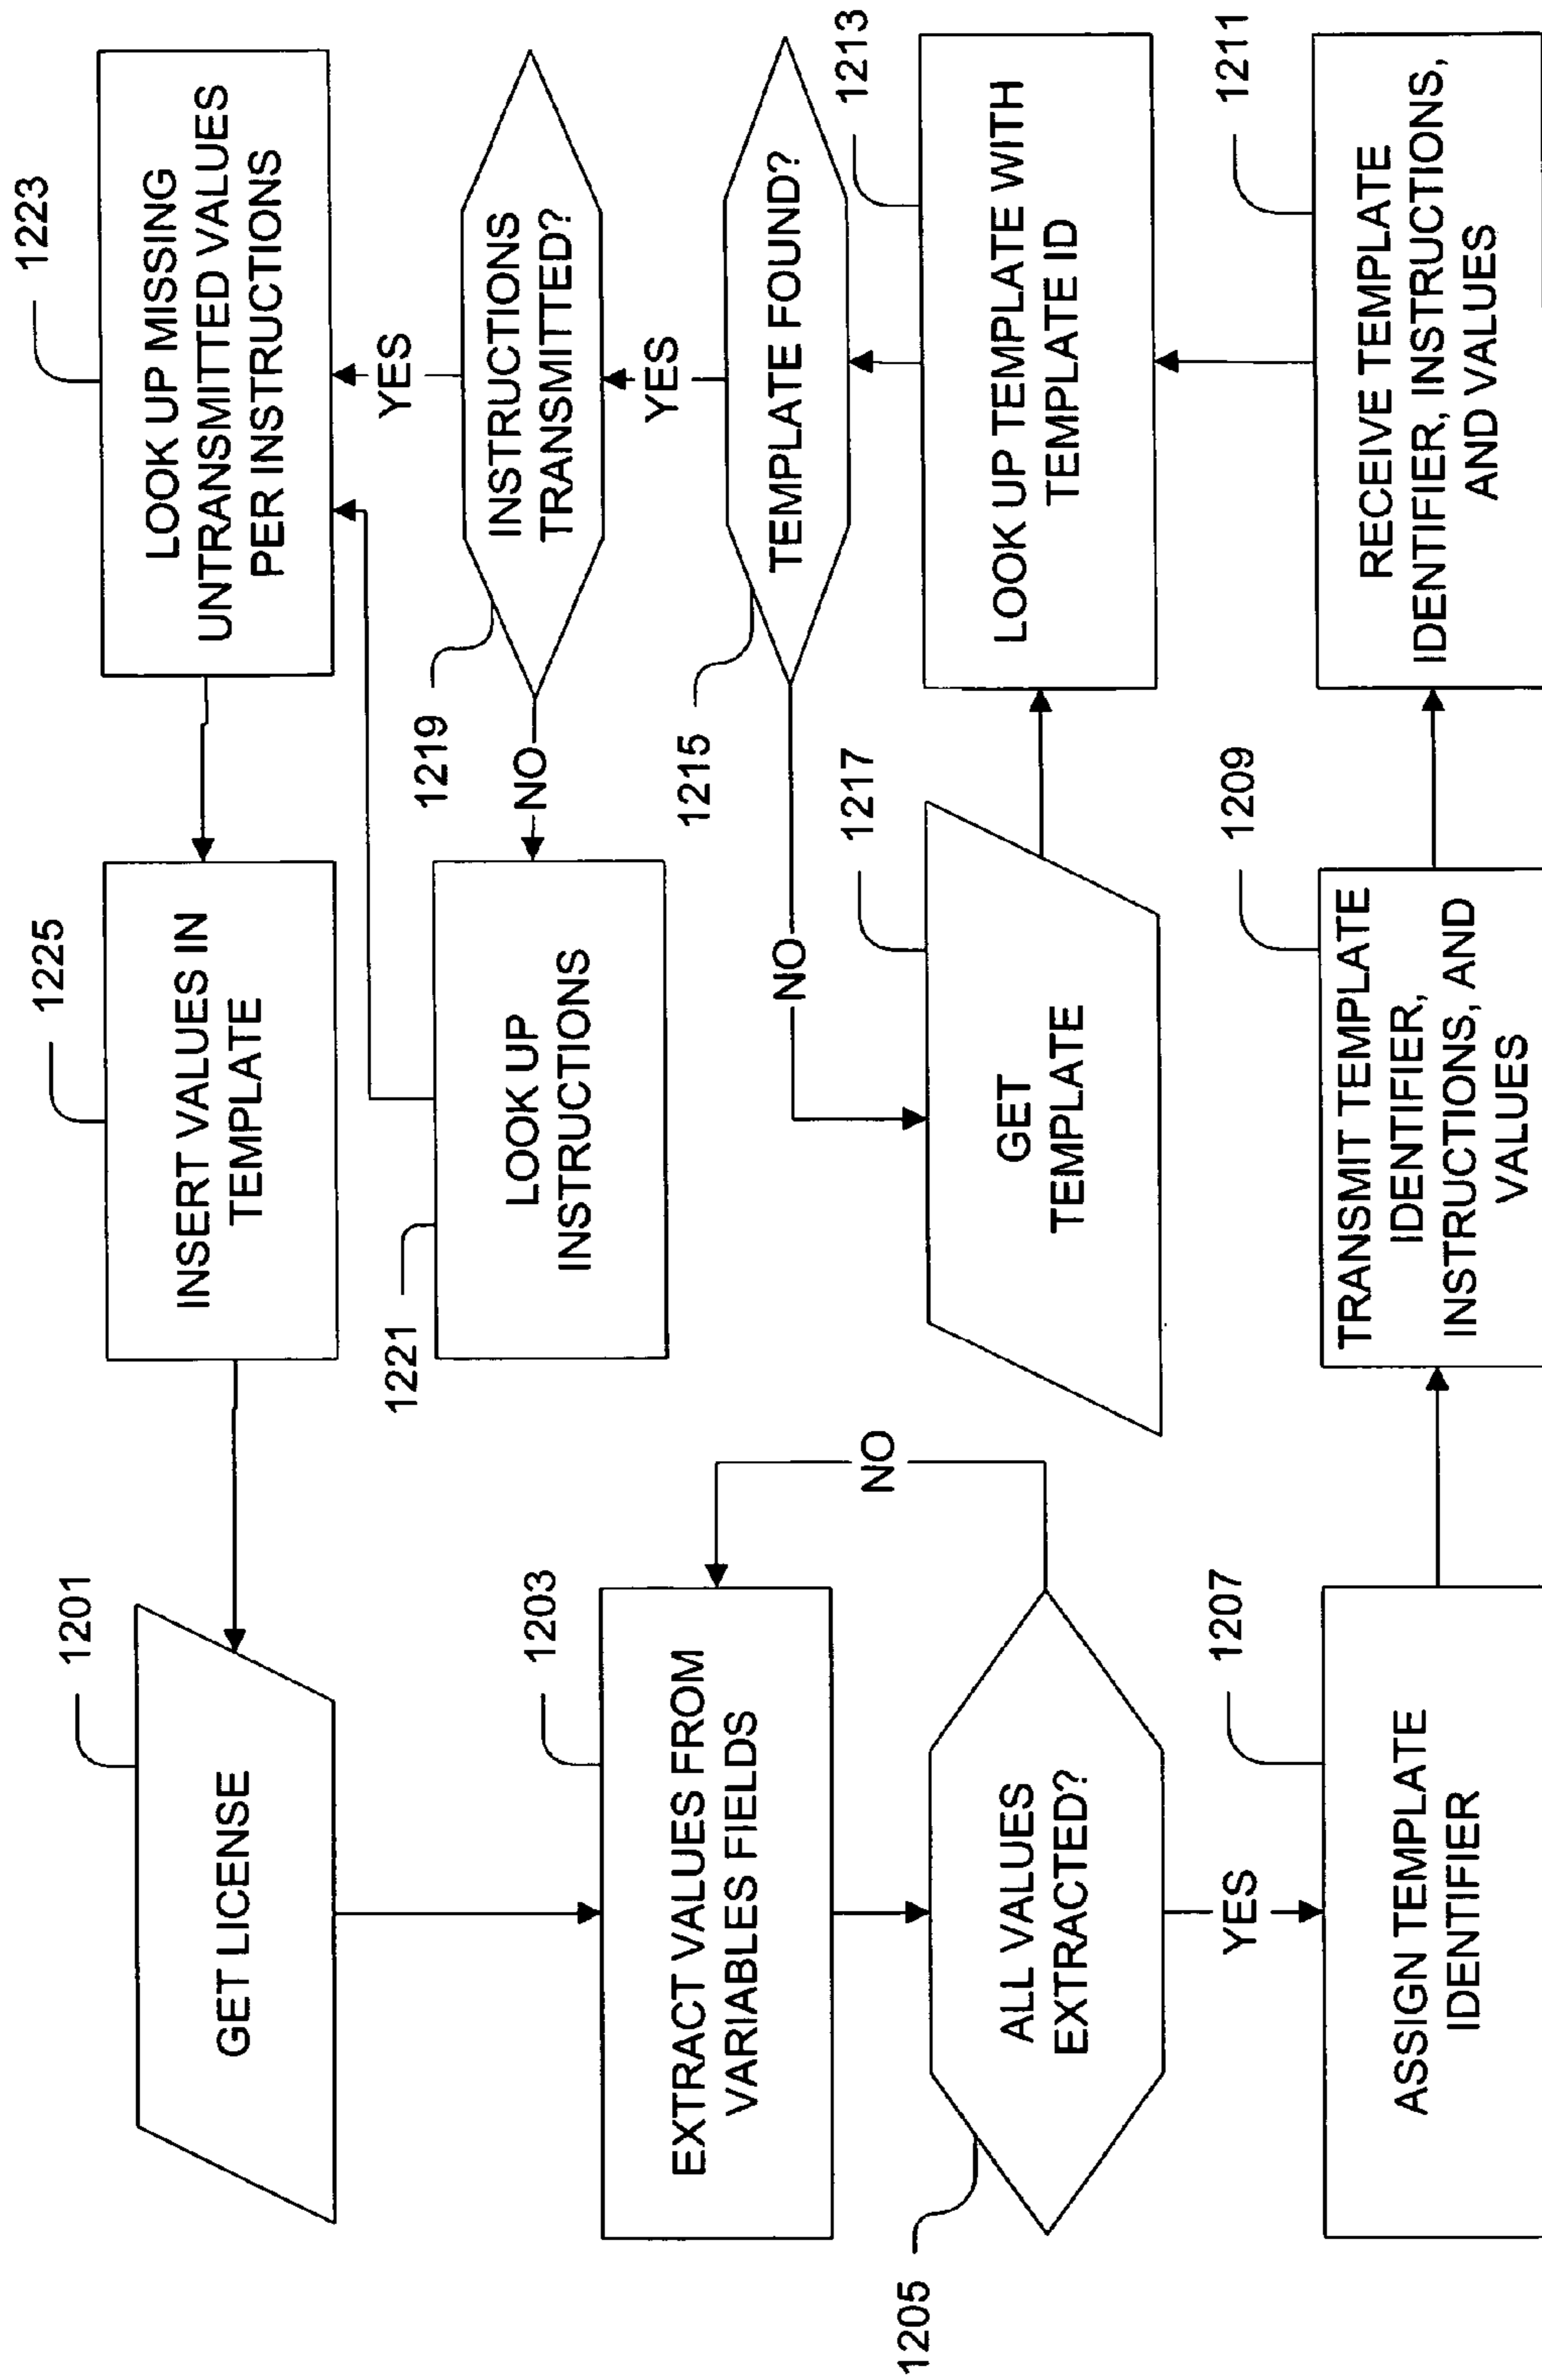 1201
GET LICENSE
1203
EXTRACT VALUES FROM
VARIABLES FIELDS
1205
ALL VALUES
EXTRACTED?
NO
YES
1207
ASSIGN TEMPLATE
IDENTIFIER
1209
TRANSMIT TEMPLATE
IDENTIFIER,
INSTRUCTIONS, AND
VALUES
1211
RECEIVE TEMPLATE
IDENTIFIER, INSTRUCTIONS,
AND VALUES
1213
LOOK UP TEMPLATE WITH
TEMPLATE ID
1215
TEMPLATE FOUND?
NO
1217
GET
TEMPLATE
YES
1219
INSTRUCTIONS
TRANSMITTED?
NO
1221
LOOK UP
INSTRUCTIONS
YES
1223
LOOK UP MISSING
UNTRANSMITTED VALUES
PER INSTRUCTIONS
1225
INSERT VALUES IN
TEMPLATE